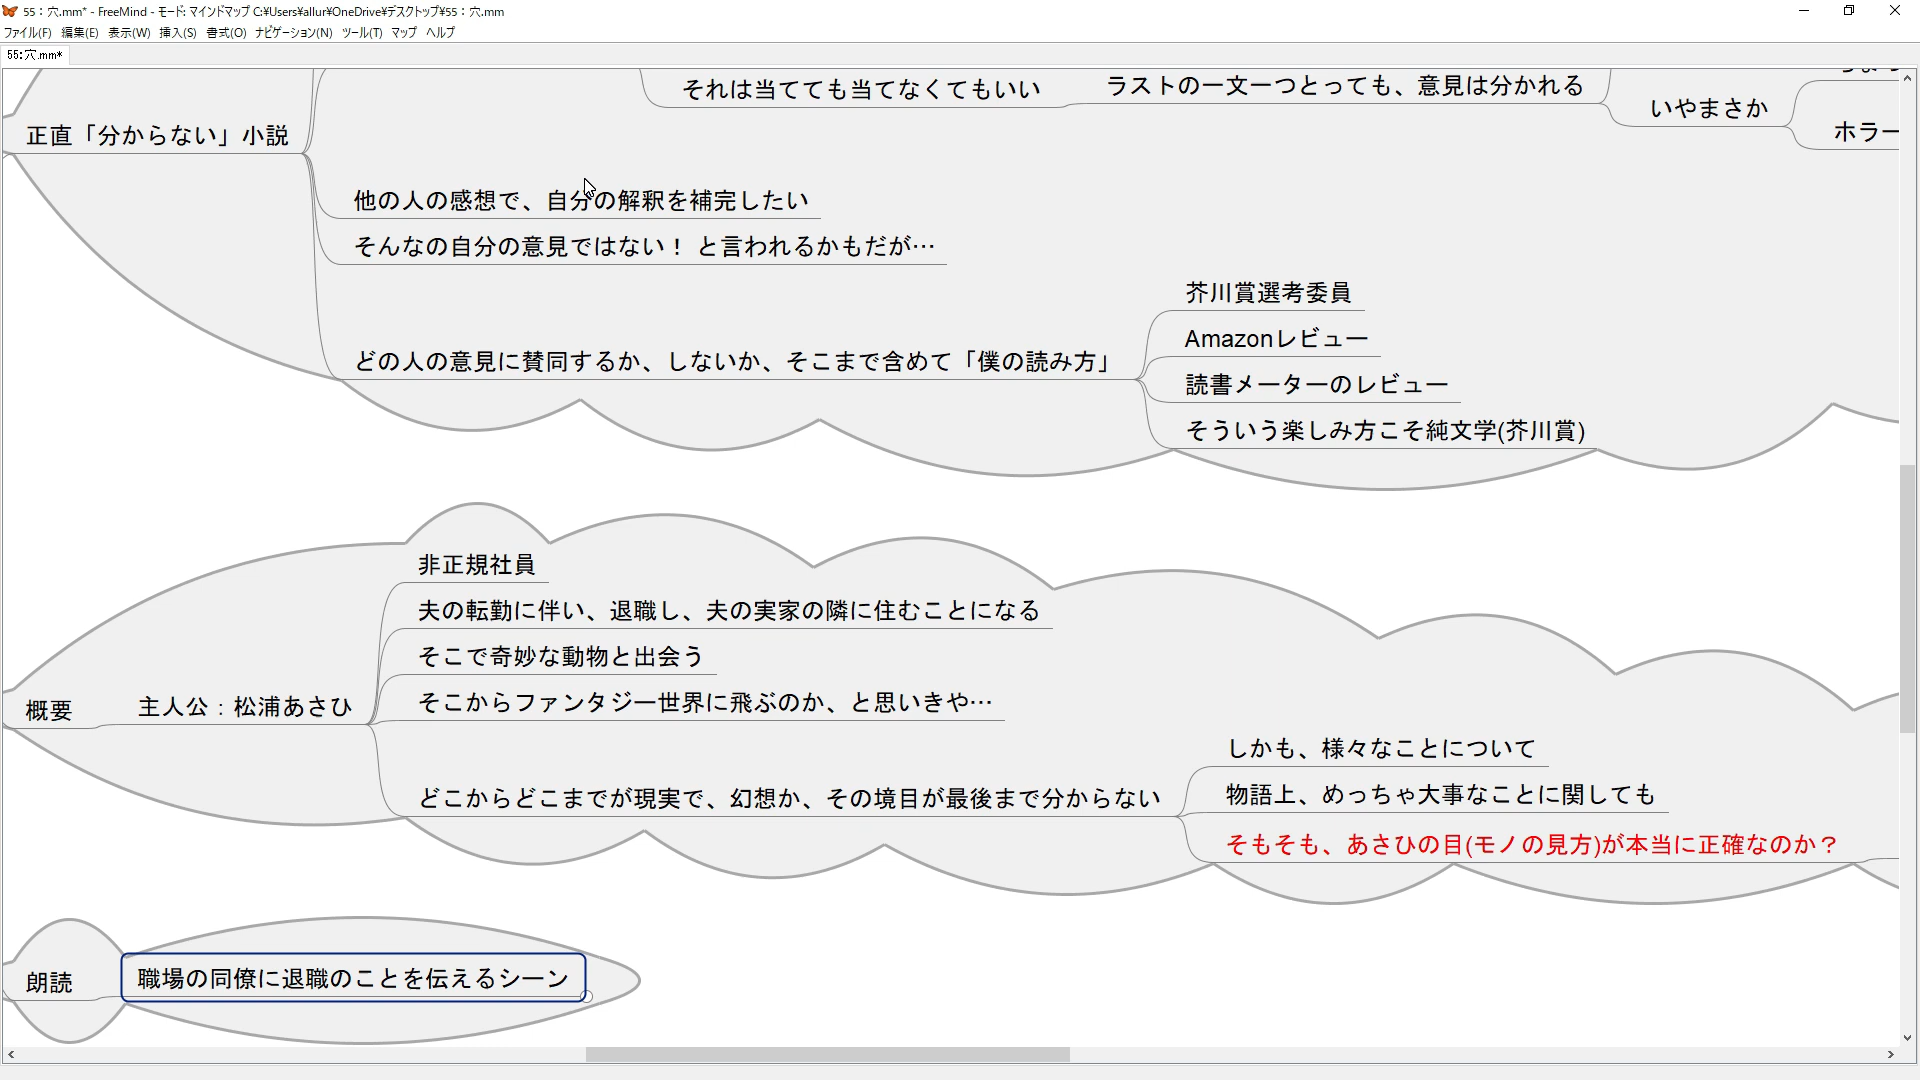 55：穴.mm* - FreeMind - モード: マインドマップ C:¥Users¥allur¥OneDrive¥デスクトップ¥55：穴.mm
ファイル(F) 編集(E) 表示(W) 挿入(S) 書式(O) ナビゲーション(N) ツール(T) マップ ヘルプ
55:穴.mm*
それは当てても当てなくてもいい
ラストの一文一つとっても、意見は分かれる
いやまさか
ホラー
正直「分からない」小説
他の人の感想で、自分の解釈を補完したい
そんなの自分の意見ではない！ と言われるかもだが…
どの人の意見に賛同するか、しないか、そこまで含めて「僕の読み方」
芥川賞選考委員
Amazonレビュー
読書メーターのレビュー
そういう楽しみ方こそ純文学(芥川賞)
概要
主人公：松浦あさひ
非正規社員
夫の転勤に伴い、退職し、夫の実家の隣に住むことになる
そこで奇妙な動物と出会う
そこからファンタジー世界に飛ぶのか、と思いきや…
どこからどこまでが現実で、幻想か、その境目が最後まで分からない
しかも、様々なことについて
物語上、めっちゃ大事なことに関しても
そもそも、あさひの目(モノの見方)が本当に正確なのか？
朗読
職場の同僚に退職のことを伝えるシーン